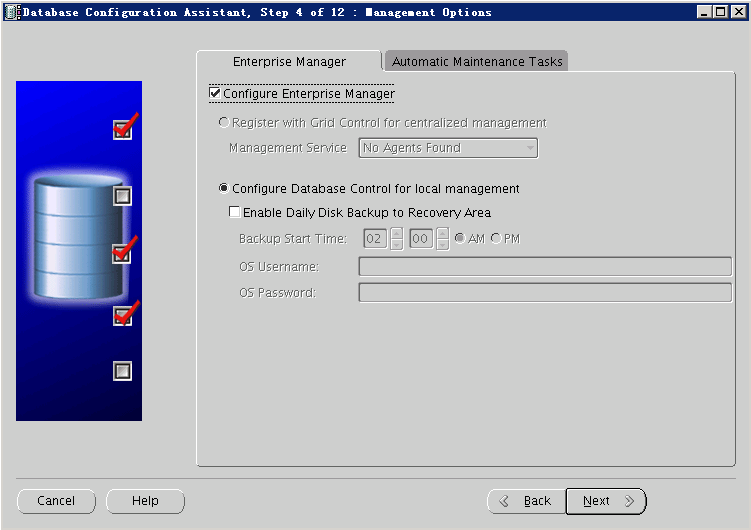 Database Configuration Assistant, Step 4 of 12 : Management Options
Enterprise Manager
Automatic Maintenance Tasks
Configure Enterprise Manager
Register with Grid Control for centralized management
Management Service No Agents Found
Configure Database Control for local management
Enable Daily Disk Backup to Recovery Area
Backup Start Time: 02 00 AM PM
OS Username:
OS Password:
Cancel Help Back Next